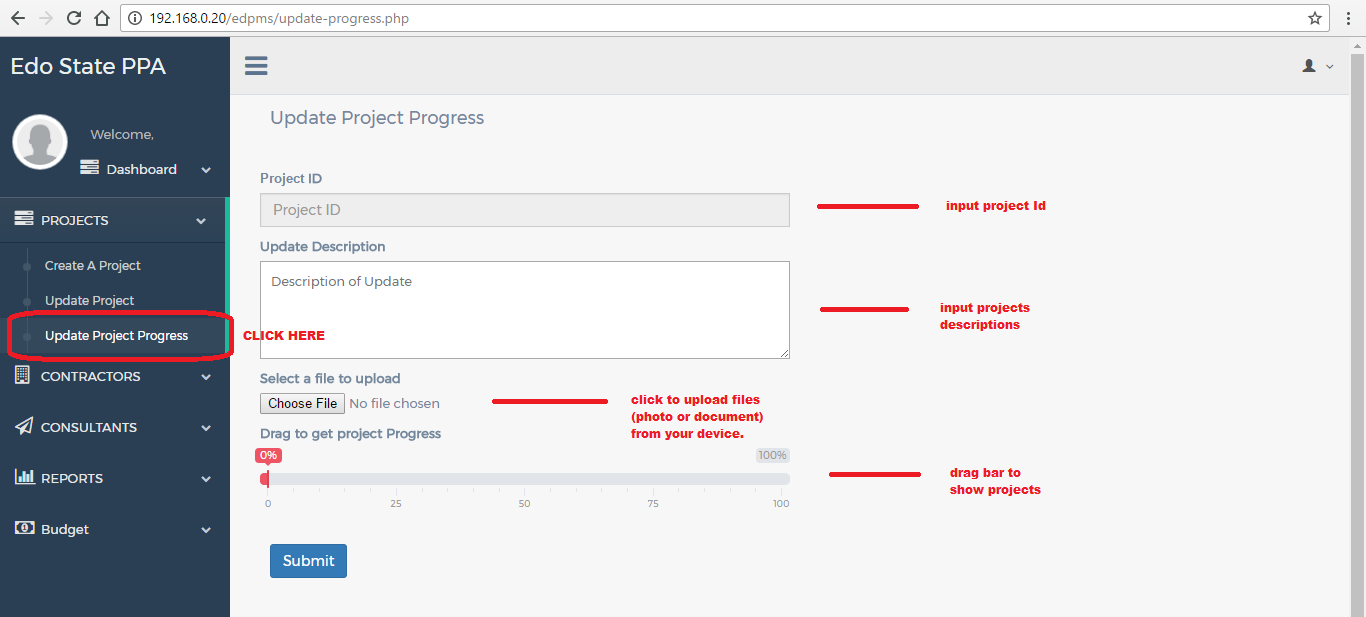 192.168.0.20/edpms/update-progress.php
Edo State PPA
Welcome,
Dashboard
PROJECTS
Create A Project
Update Project
Update Project Progress
CLICK HERE
CONTRACTORS
CONSULTANTS
REPORTS
Budget
Update Project Progress
Project ID
Project ID
input project Id
Update Description
Description of Update
input projects
descriptions
Select a file to upload
Choose File No file chosen
click to upload files
(photo or document)
from your device.
Drag to get project Progress
0% 100%
0 25 50 75 100
drag bar to
show projects
Submit